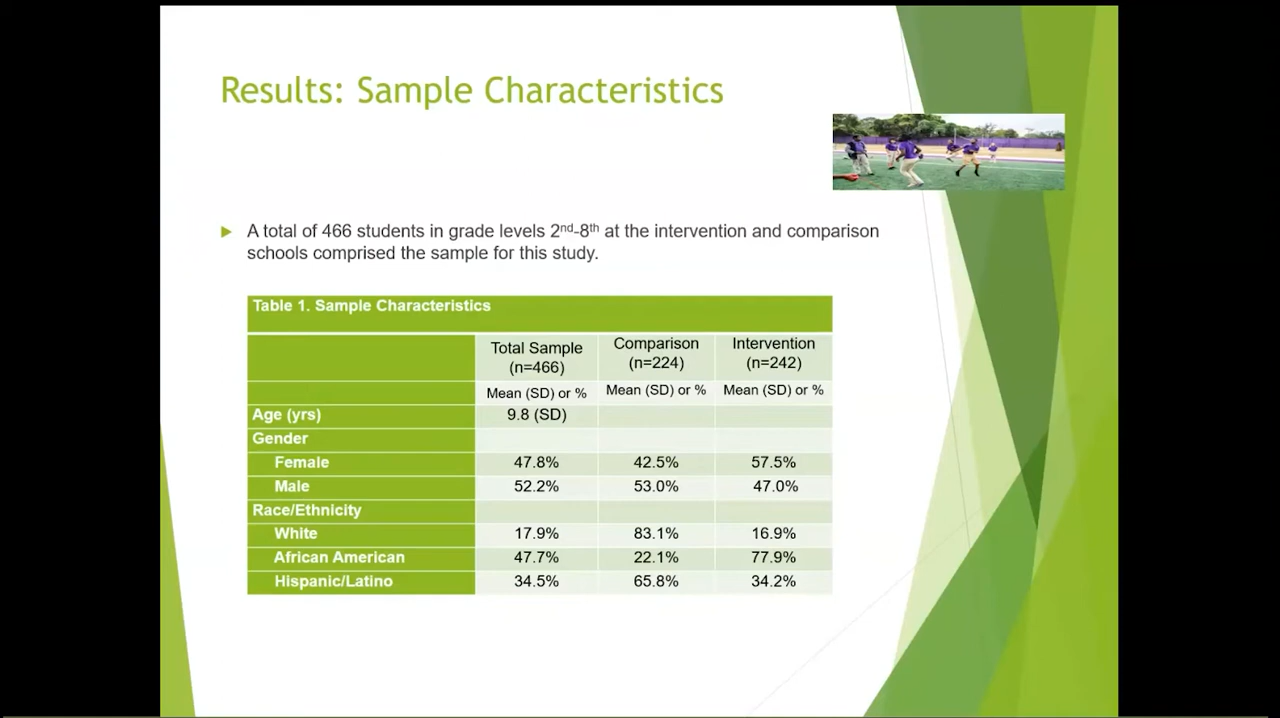 Results: Sample Characteristics
A total of 466 students in grade levels 2nd-8th at the intervention and comparison
schools comprised the sample for this study.
Table 1. Sample Characteristics
Total Sample (n=466) Comparison (n=224) Intervention (n=242)
Mean (SD) or % Mean (SD) or % Mean (SD) or %
Age (yrs) 9.8 (SD)
Gender
Female 47.8% 42.5% 57.5%
Male 52.2% 53.0% 47.0%
Race/Ethnicity
White 17.9% 83.1% 16.9%
African American 47.7% 22.1% 77.9%
Hispanic/Latino 34.5% 65.8% 34.2%